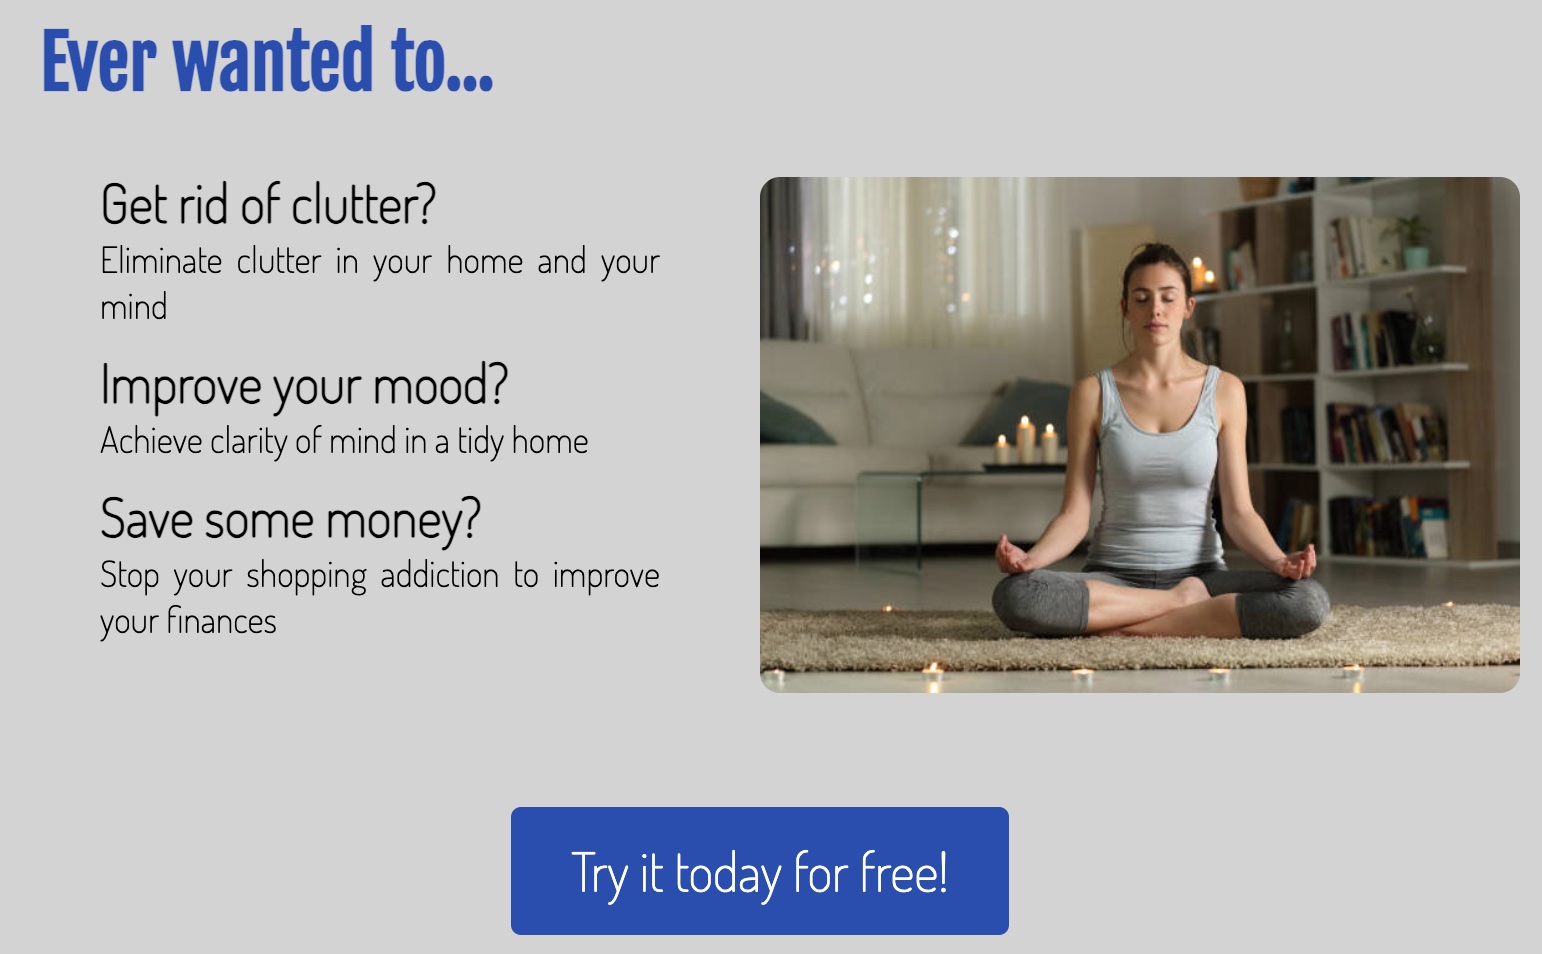 Ever wanted to...
Get rid of clutter?
Eliminate clutter in your home and your
mind
Improve your mood?
Achieve clarity of mind in a tidy home
Save some money?
Stop your shopping addiction to improve
your finances
Try it today for free!